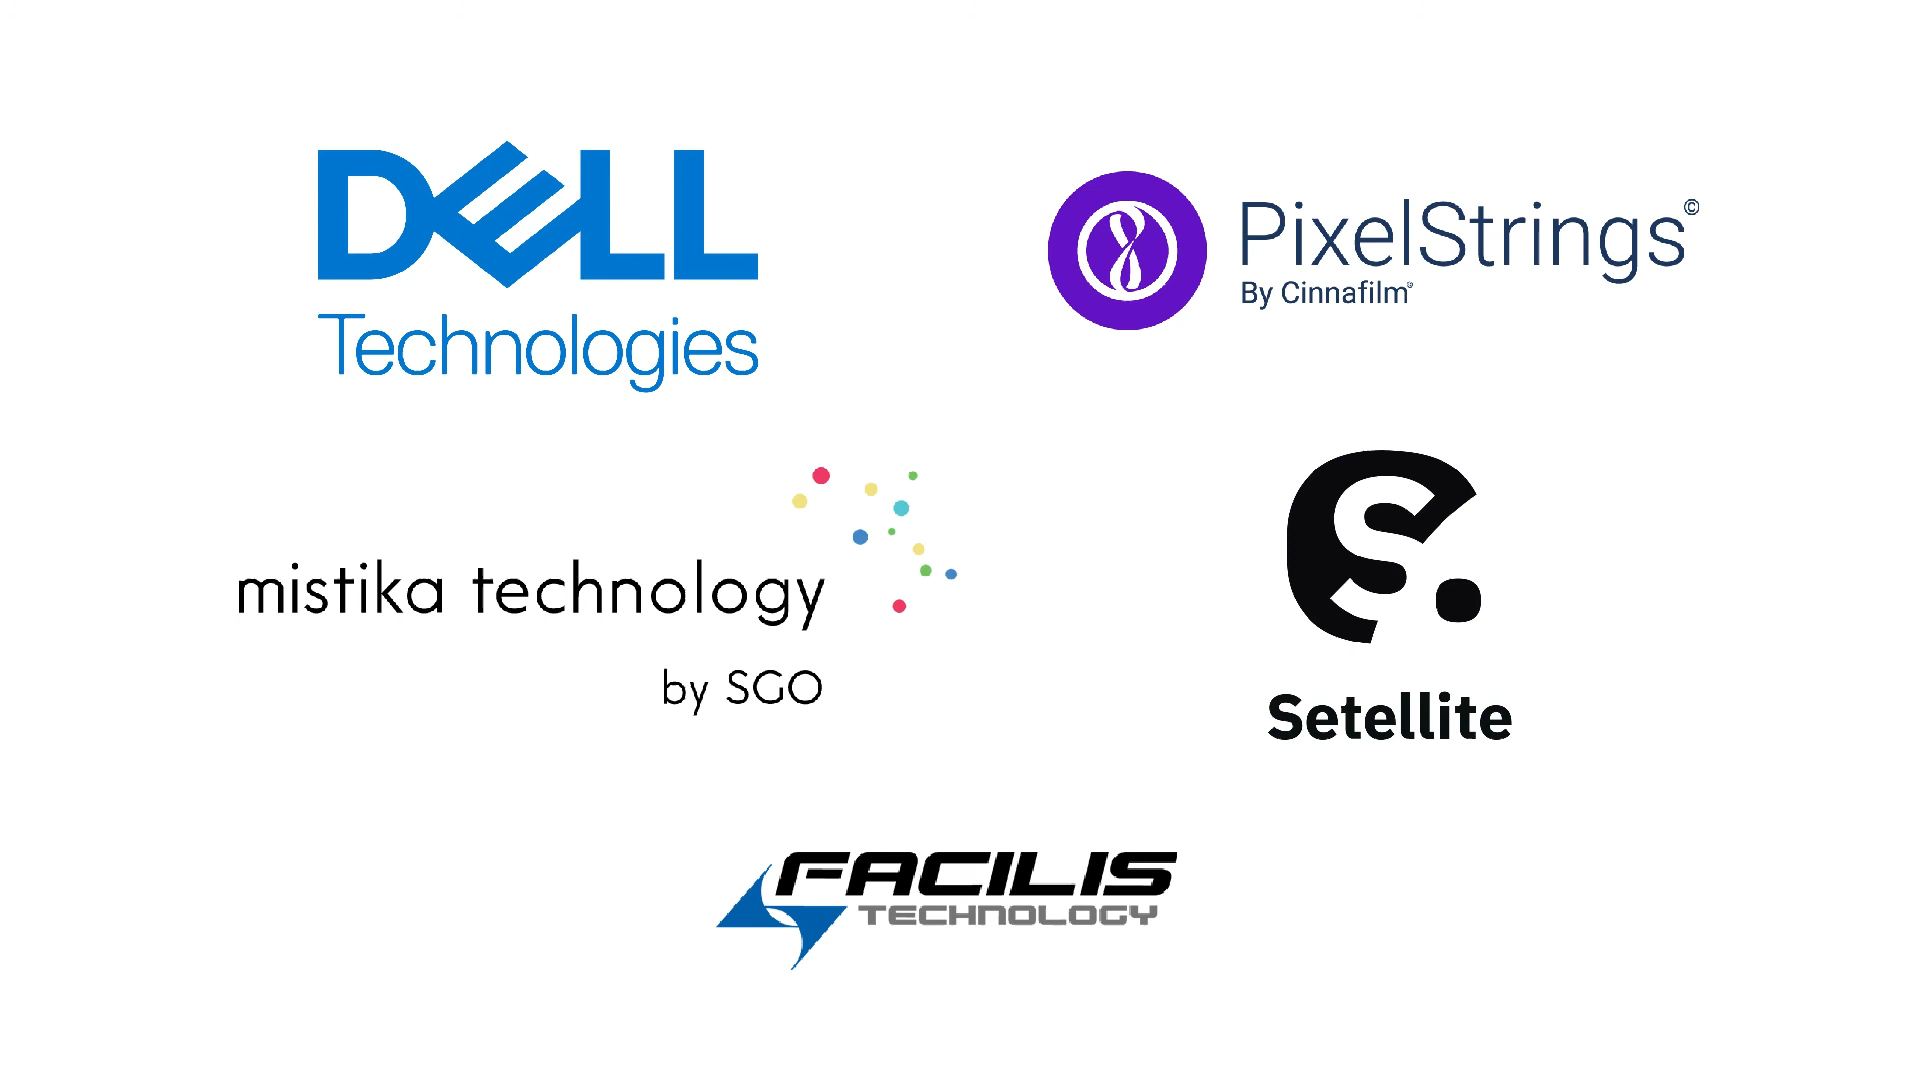 DELL
Technologies
PixelStrings©
By Cinnafilm®
mistika technology
by SGO
S.
Setellite
FACILIS
TECHNOLOGY